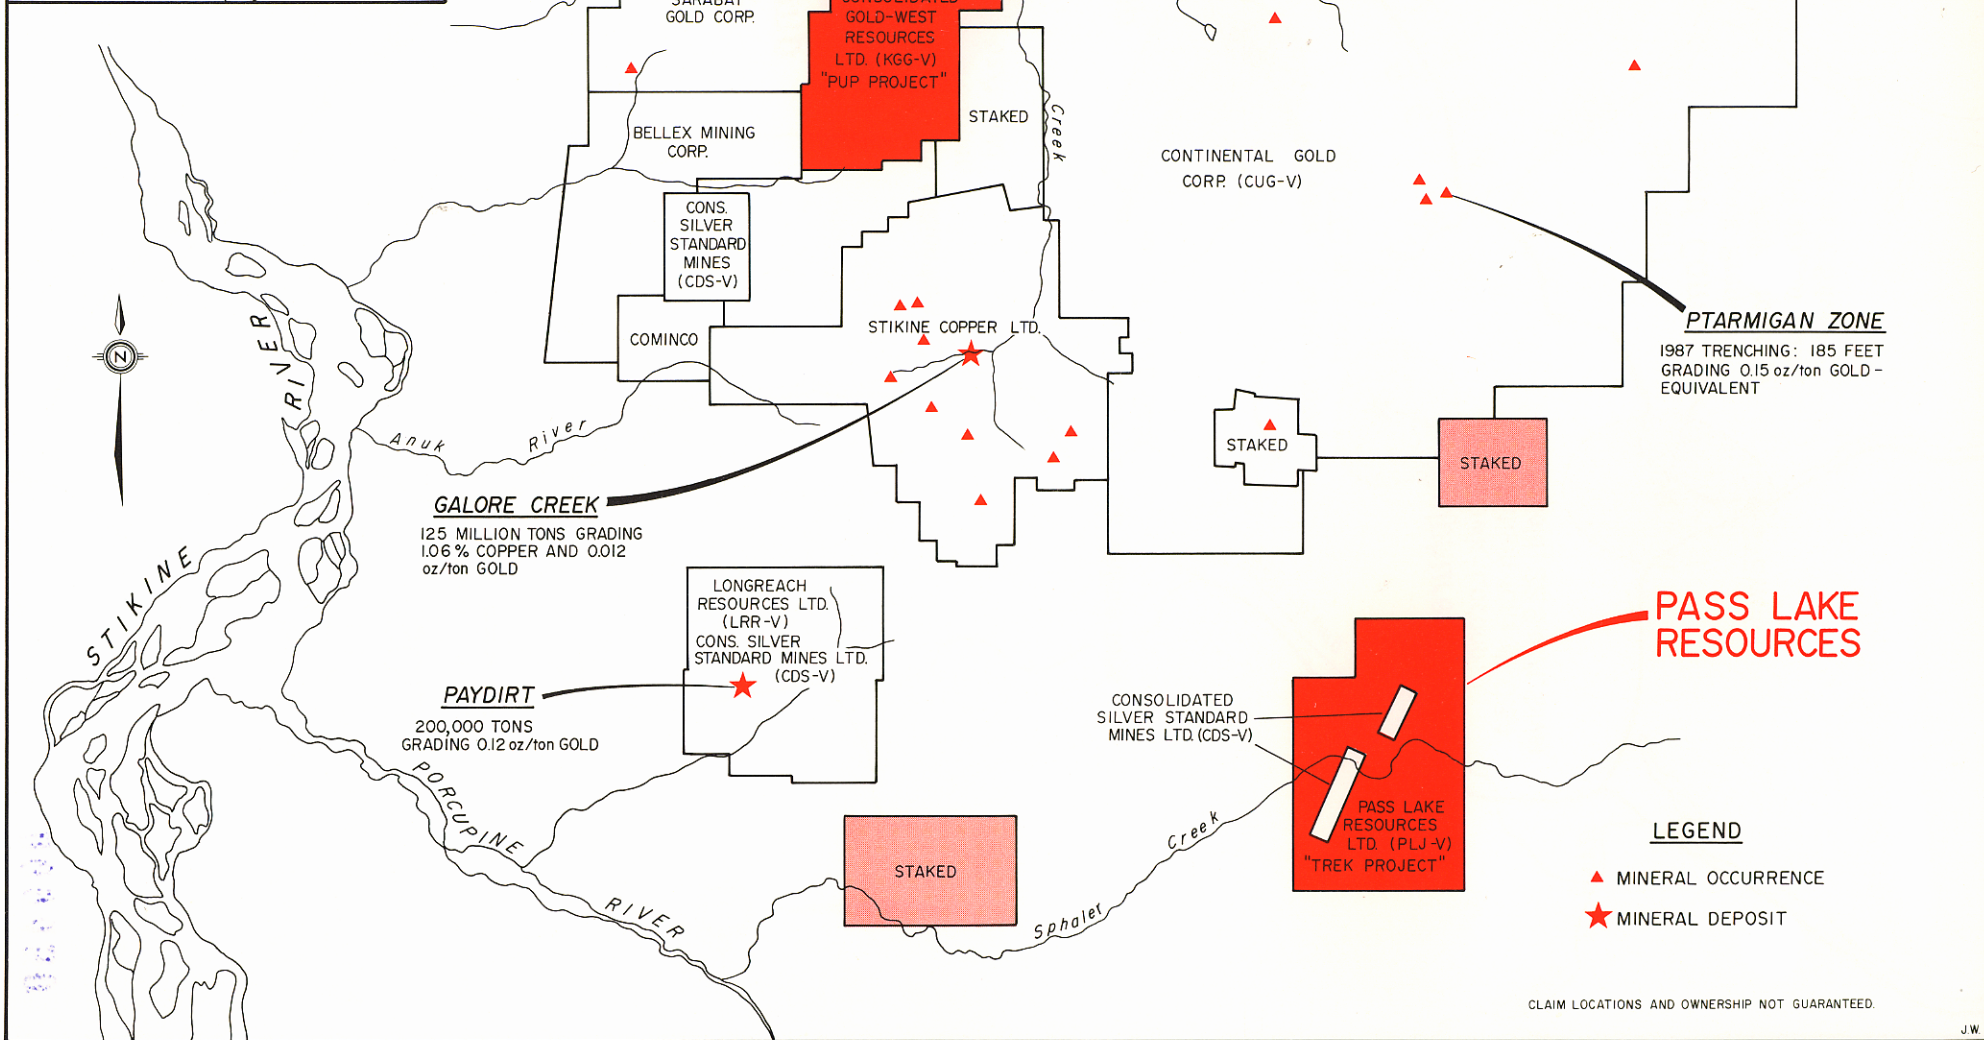 SARABAT
GOLD CORP.
CONSOLIDATED
GOLD-WEST
RESOURCES
LTD. (KGG-V)
"PUP PROJECT"
STAKED
Creek
BELLEX MINING
CORP.
CONTINENTAL GOLD
CORP. (CUG-V)
CONS.
SILVER
STANDARD
MINES
(CDS-V)
COMINCO
STIKINE COPPER LTD.
PTARMIGAN ZONE
1987 TRENCHING: 185 FEET
GRADING 0.15 oz/ton GOLD-
EQUIVALENT
N
STIKINE RIVER
Anuk River
STAKED
STAKED
GALORE CREEK
125 MILLION TONS GRADING
1.06% COPPER AND 0.012
oz/ton GOLD
LONGREACH
RESOURCES LTD.
(LRR-V)
CONS. SILVER
STANDARD MINES LTD.
(CDS-V)
PAYDIRT
200,000 TONS
GRADING 0.12 oz/ton GOLD
PASS LAKE
RESOURCES
CONSOLIDATED
SILVER STANDARD
MINES LTD. (CDS-V)
PASS LAKE
RESOURCES
LTD. (PLJ-V)
"TREK PROJECT"
PORCUPINE RIVER
STAKED
Sphaler Creek
LEGEND
MINERAL OCCURRENCE
MINERAL DEPOSIT
CLAIM LOCATIONS AND OWNERSHIP NOT GUARANTEED.
J.W.